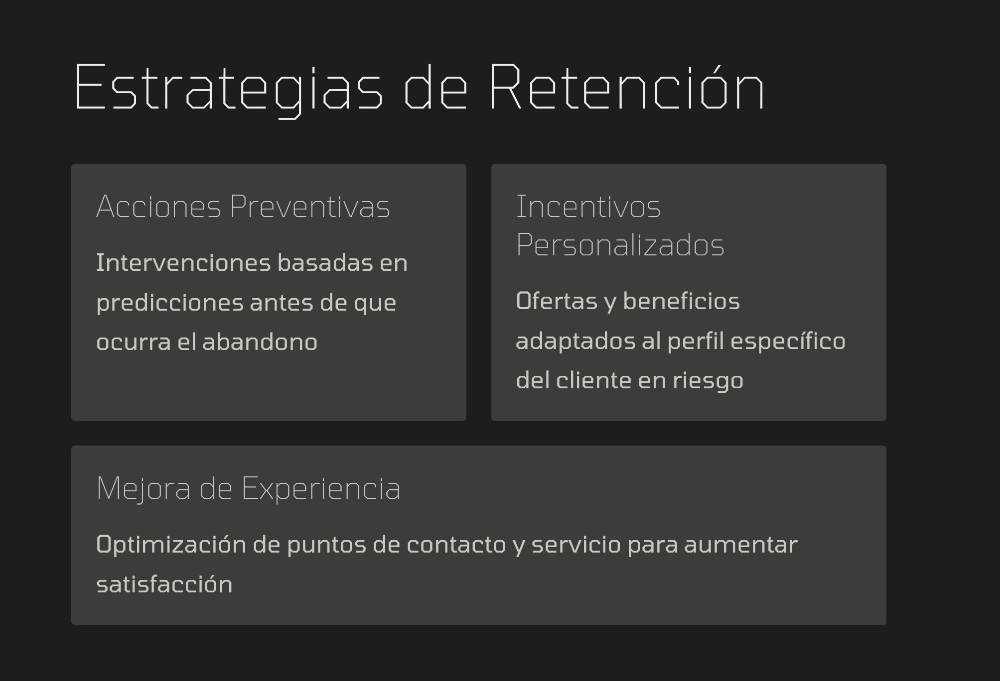 Estrategias de Retención
Acciones Preventivas
Intervenciones basadas en
predicciones antes de que
ocurra el abandono
Incentivos
Personalizados
Ofertas y beneficios
adaptados al perfil específico
del cliente en riesgo
Mejora de Experiencia
Optimización de puntos de contacto y servicio para aumentar
satisfacción